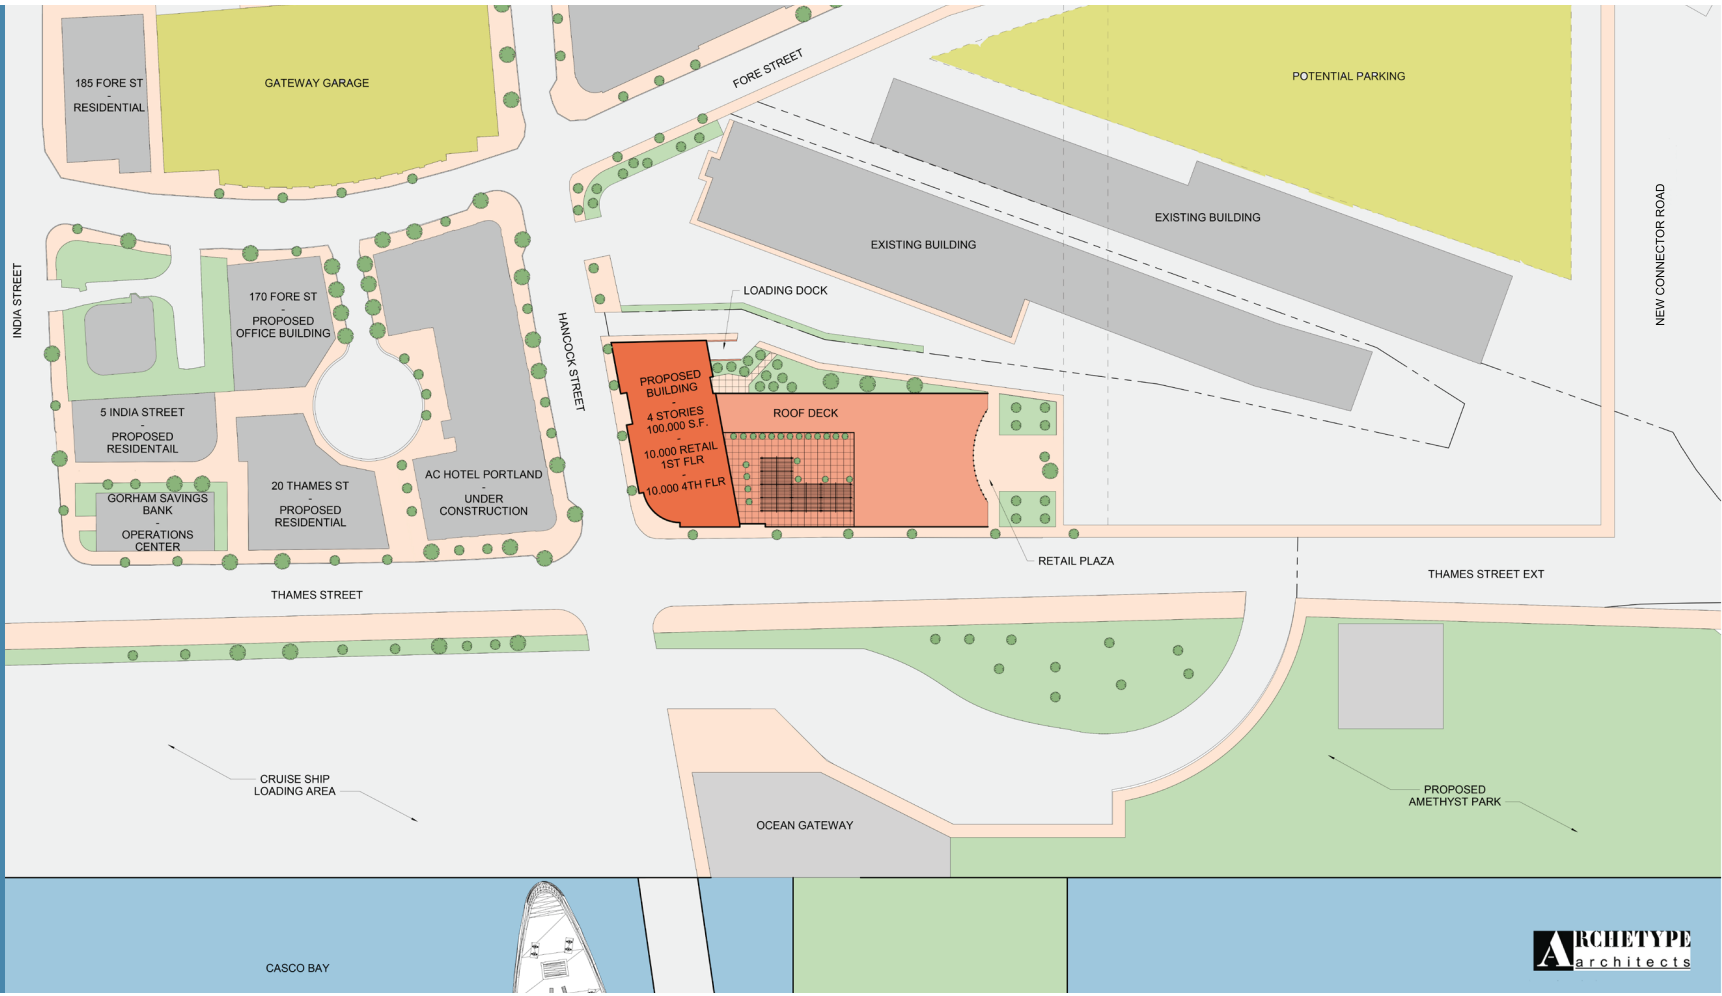 185 FORE ST
-
RESIDENTIAL
GATEWAY GARAGE
FORE STREET
POTENTIAL PARKING
EXISTING BUILDING
EXISTING BUILDING
NEW CONNECTOR ROAD
INDIA STREET
170 FORE ST
-
PROPOSED
OFFICE BUILDING
HANCOCK STREET
LOADING DOCK
PROPOSED
BUILDING
-
4 STORIES
100,000 S.F.
-
10,000 RETAIL
1ST FLR
-
10,000 4TH FLR
ROOF DECK
5 INDIA STREET
-
PROPOSED
RESIDENTAIL
AC HOTEL PORTLAND
-
UNDER
CONSTRUCTION
20 THAMES ST
-
PROPOSED
RESIDENTIAL
GORHAM SAVINGS
BANK
-
OPERATIONS
CENTER
RETAIL PLAZA
THAMES STREET
THAMES STREET EXT
CRUISE SHIP
LOADING AREA
PROPOSED
AMETHYST PARK
OCEAN GATEWAY
CASCO BAY
ARCHETYPE
architects